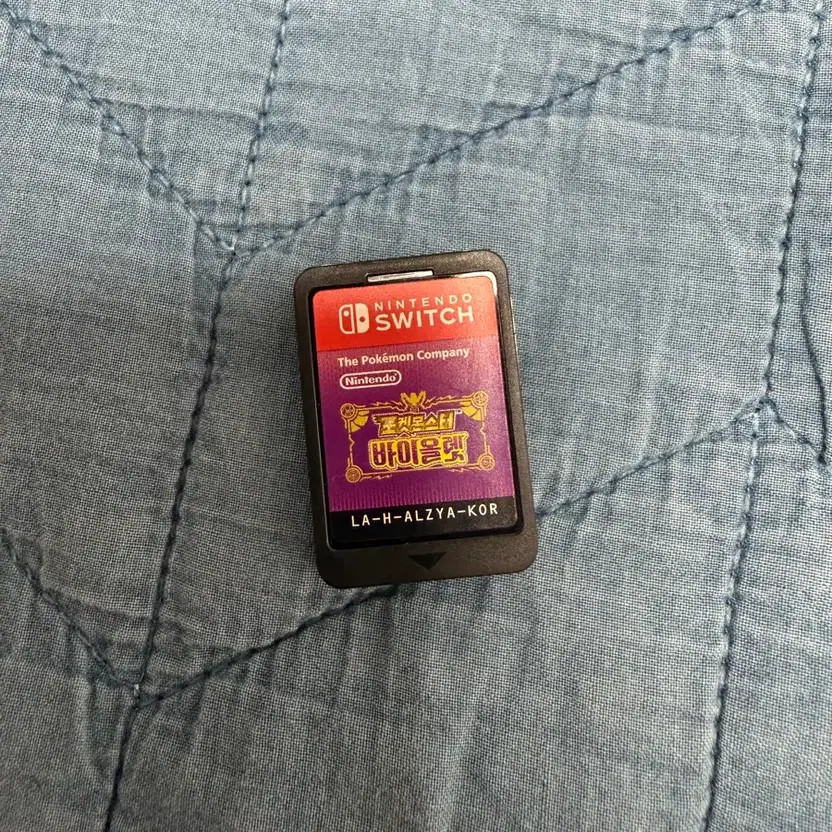 NINTENDO
SWITCH
The Pokémon Company
Nintendo
포켓몬스터
바이올렛
LA-H-ALZYA-KOR